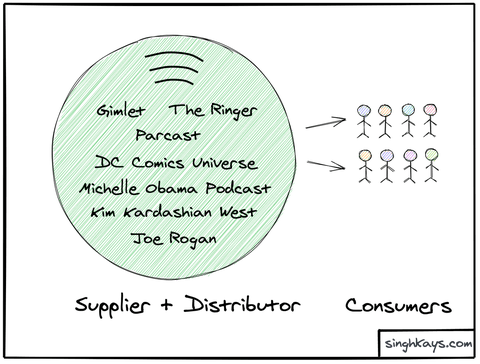 Gimlet The Ringer
Parcast
DC Comics Universe
Michelle Obama Podcast
Kim Kardashian West
Joe Rogan
Supplier + Distributor Consumers
singhkays.com